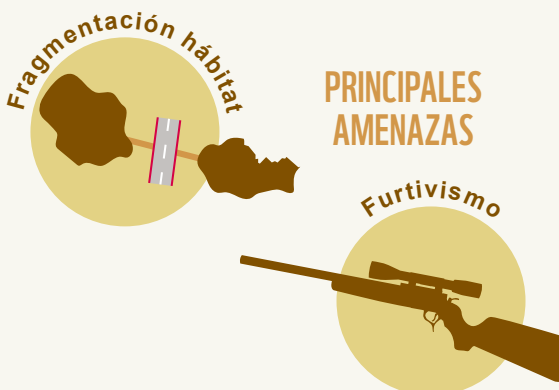 Fragmentación hábitat
PRINCIPALES
AMENAZAS
Furtivismo